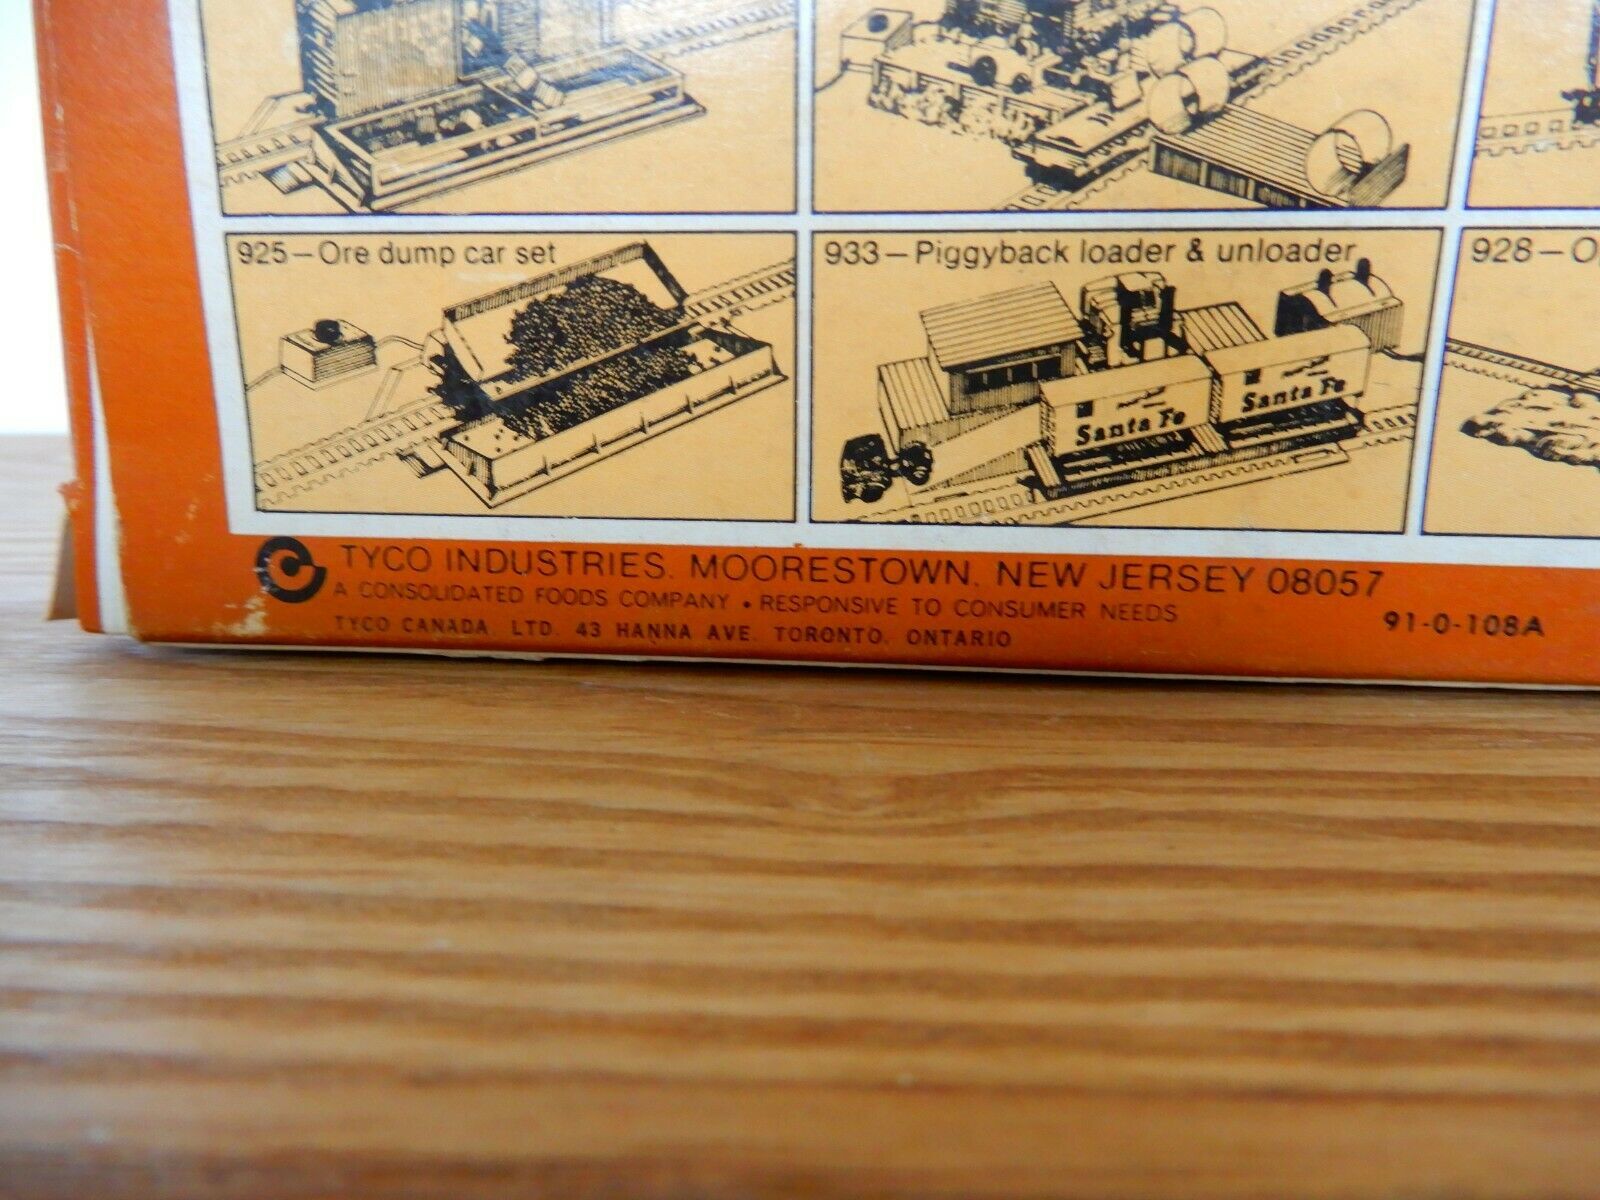 925—Ore dump car set
933—Piggyback loader & unloader
928—O
Santa Fe
Santa Fe
TYCO INDUSTRIES, MOORESTOWN, NEW JERSEY 08057
A CONSOLIDATED FOODS COMPANY • RESPONSIVE TO CONSUMER NEEDS
TYCO CANADA, LTD. 43 HANNA AVE. TORONTO, ONTARIO
91-0-108A